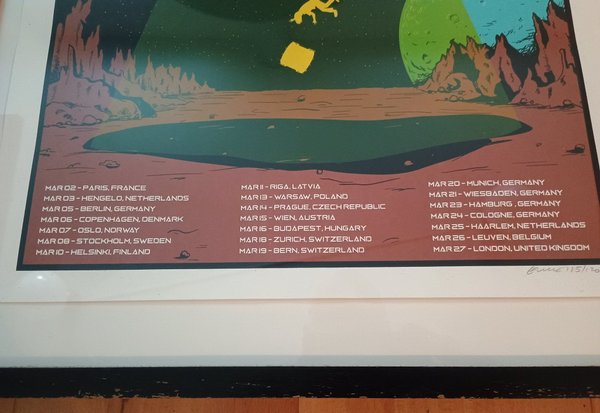 MAR 02 - PARIS, FRANCE
MAR 03 - HENGELO, NETHERLANDS
MAR 05 - BERLIN, GERMANY
MAR 06 - COPENHAGEN, DENMARK
MAR 07 - OSLO, NORWAY
MAR 08 - STOCKHOLM, SWEDEN
MAR 10 - HELSINKI, FINLAND
MAR 11 - RIGA, LATVIA
MAR 13 - WARSAW, POLAND
MAR 14 - PRAGUE, CZECH REPUBLIC
MAR 15 - WIEN, AUSTRIA
MAR 16 - BUDAPEST, HUNGARY
MAR 18 - ZURICH, SWITZERLAND
MAR 19 - BERN, SWITZERLAND
MAR 20 - MUNICH, GERMANY
MAR 21 - WIESBADEN, GERMANY
MAR 23 - HAMBURG , GERMANY
MAR 24 - COLOGNE, GERMANY
MAR 25 - HAARLEM, NETHERLANDS
MAR 26 - LEUVEN, BELGIUM
MAR 27 - LONDON, UNITED KINGDOM